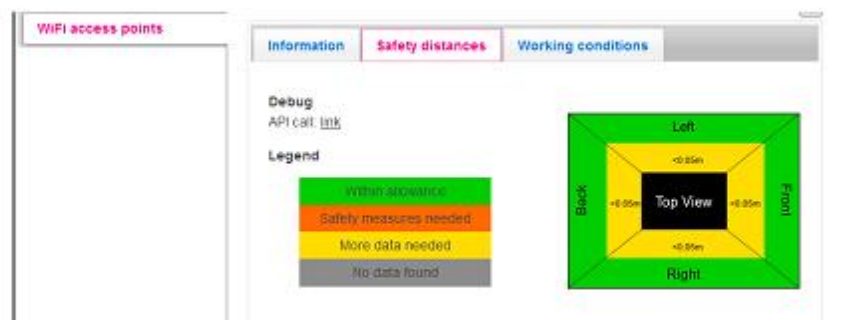 WiFi access points
Information
Safety distances
Working conditions
Debug
API call: link
Legend
Within allowance
Safety measures needed
More data needed
No data found
Left
<0.05m
Back
<0.05m
Top View
<0.05m
Front
<0.05m
Right